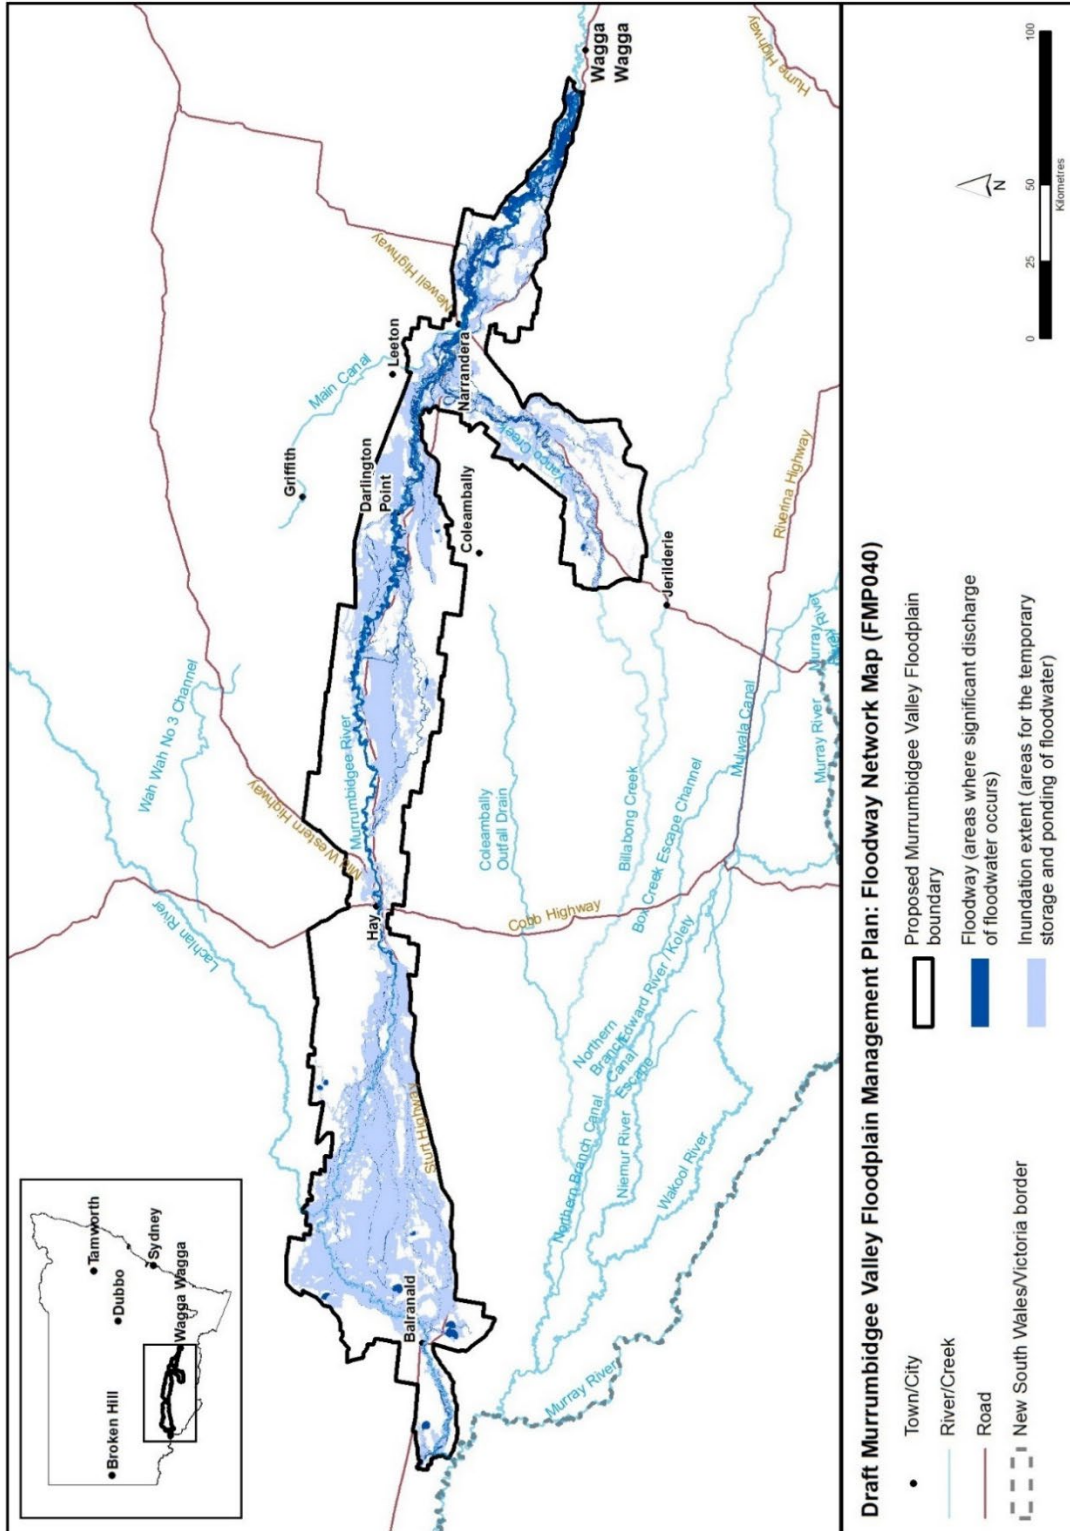 Broken Hill
Tamworth
Dubbo
Sydney
Wagga Wagga
Lachlan River
Wah Wah No 3 Channel
Mid Western Highway
Griffith
Main Canal
Leeton
Newell Highway
Wagga
Wagga
Murrumbidgee River
Darlington
Point
Narrandera
Hay
Balranald
Sturt Highway
Coleambally
Yanco Creek
Coleambally
Outfall Drain
Cobb Highway
Billabong Creek
Jerilderie
Box Creek Escape Channel
Hume Highway
Northern
Branch
Canal
Escape
Edward River / Kolety
Northern Branch Canal
Niemur River
Wakool River
Mulwala Canal
Riverina Highway
Murray River
Murray River
Murray River
Murray
River
N
0
25
50
100
Kilometres
Draft Murrumbidgee Valley Floodplain Management Plan: Floodway Network Map (FMP040)
Town/City
River/Creek
Road
New South Wales/Victoria border
Proposed Murrumbidgee Valley Floodplain
boundary
Floodway (areas where significant discharge
of floodwater occurs)
Inundation extent (areas for the temporary
storage and ponding of floodwater)